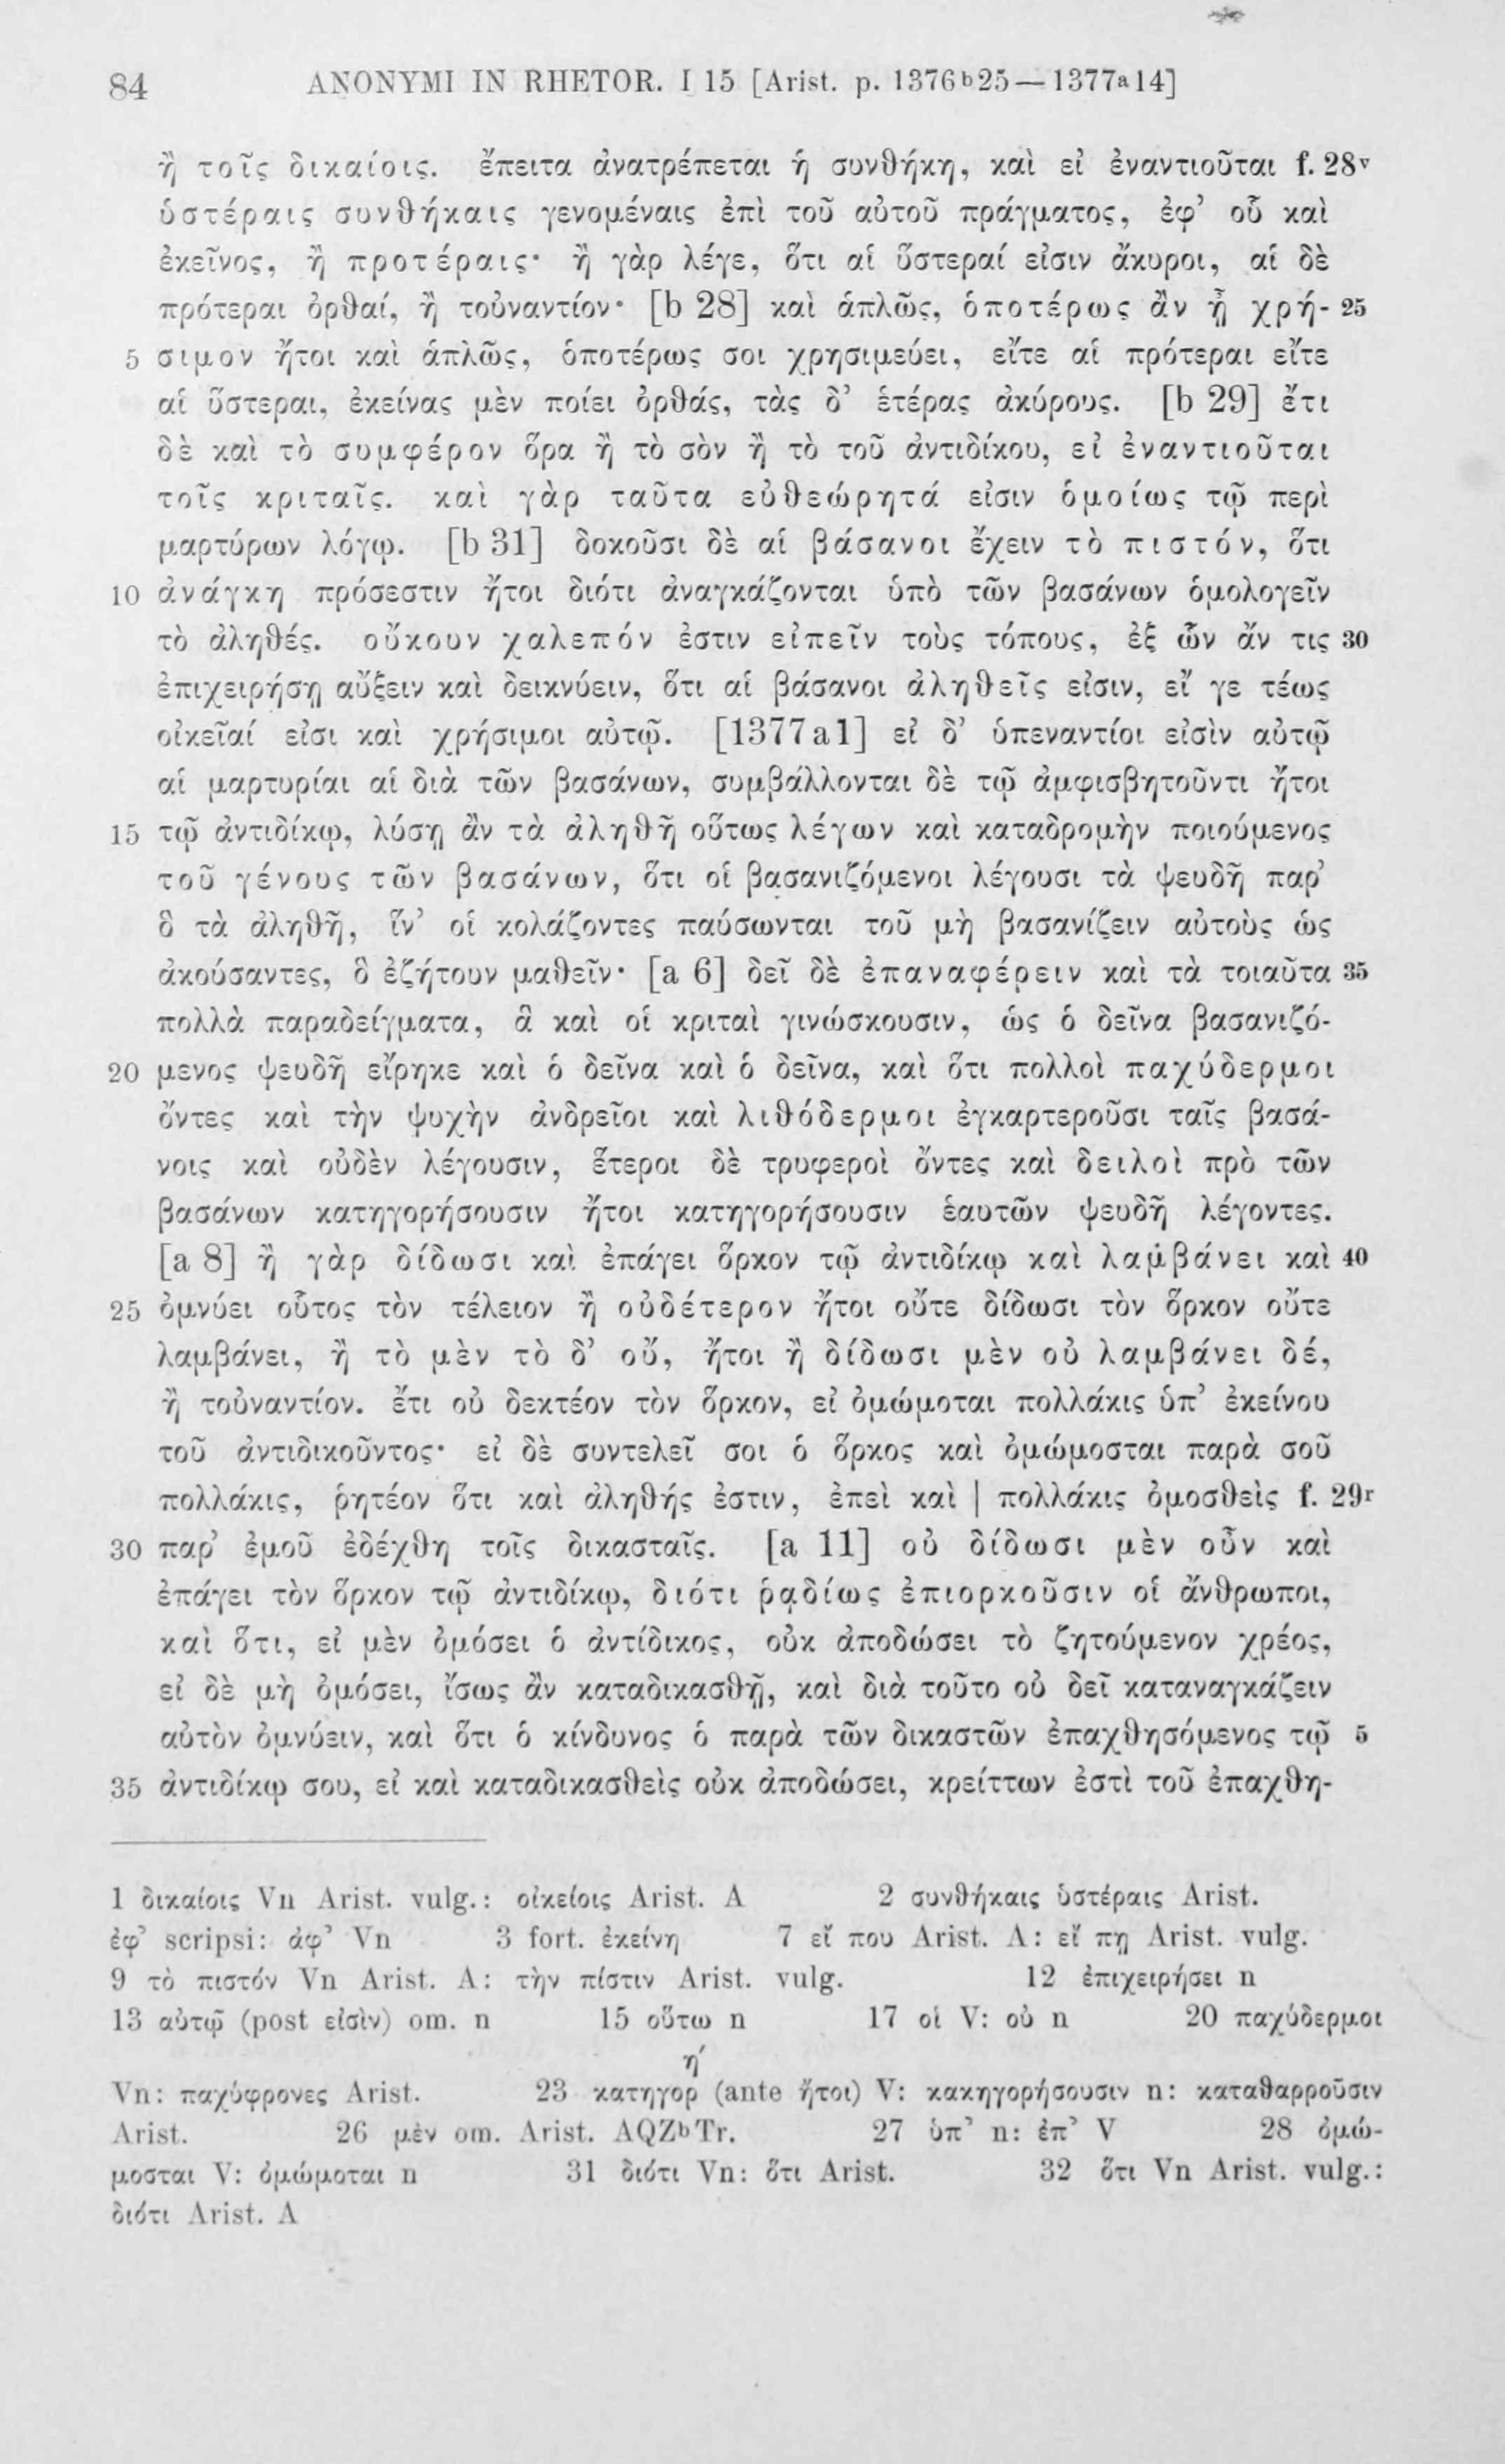 84 ANONYMI IN RHETOR. I 15 [Arist. p. 1376ᵇ25—1377ᵃ14]
ἢ τοῖς δικαίοις. ἔπειτα ἀνατρέπεται ἡ συνθήκη, καὶ εἰ ἐναντιοῦται f. 28ᵛ
ὑστέραις συνθήκαις γενομέναις ἐπὶ τοῦ αὐτοῦ πράγματος, ἐφ’ οὗ καὶ
ἐκεῖνος, ἢ προτέραις· ἢ γὰρ λέγε, ὅτι αἱ ὕστεραί εἰσιν ἄκυροι, αἱ δὲ
πρότεραι ὀρθαί, ἢ τοὐναντίον· [b 28] καὶ ἁπλῶς, ὁποτέρως ἂν ᾖ χρή- 25
5 σιμον ἤτοι καὶ ἁπλῶς, ὁποτέρως σοι χρησιμεύει, εἴτε αἱ πρότεραι εἴτε
αἱ ὕστεραι, ἐκείνας μὲν ποίει ὀρθάς, τὰς δ’ ἑτέρας ἀκύρους. [b 29] ἔτι
δὲ καὶ τὸ συμφέρον ὅρα ἢ τὸ σὸν ἢ τὸ τοῦ ἀντιδίκου, εἰ ἐναντιοῦται
τοῖς κριταῖς. καὶ γὰρ ταῦτα εὐθεώρητά εἰσιν ὁμοίως τῷ περὶ
μαρτύρων λόγῳ. [b 31] δοκοῦσι δὲ αἱ βάσανοι ἔχειν τὸ πιστόν, ὅτι
10 ἀνάγκη πρόσεστιν ἤτοι διότι ἀναγκάζονται ὑπὸ τῶν βασάνων ὁμολογεῖν
τὸ ἀληθές. οὔκουν χαλεπόν ἐστιν εἰπεῖν τοὺς τόπους, ἐξ ὧν ἄν τις 30
ἐπιχειρήσῃ αὔξειν καὶ δεικνύειν, ὅτι αἱ βάσανοι ἀληθεῖς εἰσιν, εἴ γε τέως
οἰκεῖαί εἰσι καὶ χρήσιμοι αὐτῷ. [1377a1] εἰ δ’ ὑπεναντίοι εἰσὶν αὐτῷ
αἱ μαρτυρίαι αἱ διὰ τῶν βασάνων, συμβάλλονται δὲ τῷ ἀμφισβητοῦντι ἤτοι
15 τῷ ἀντιδίκῳ, λύσῃ ἂν τὰ ἀληθῆ οὕτως λέγων καὶ καταδρομὴν ποιούμενος
τοῦ γένους τῶν βασάνων, ὅτι οἱ βασανιζόμενοι λέγουσι τὰ ψευδῆ παρ’
ὃ τὰ ἀληθῆ, ἵν’ οἱ κολάζοντες παύσωνται τοῦ μὴ βασανίζειν αὐτοὺς ὡς
ἀκούσαντες, ὃ ἐζήτουν μαθεῖν· [a 6] δεῖ δὲ ἐπαναφέρειν καὶ τὰ τοιαῦτα 35
πολλὰ παραδείγματα, ἃ καὶ οἱ κριταὶ γινώσκουσιν, ὡς ὁ δεῖνα βασανιζό-
20 μενος ψευδῆ εἴρηκε καὶ ὁ δεῖνα καὶ ὁ δεῖνα, καὶ ὅτι πολλοὶ παχύδερμοι
ὄντες καὶ τὴν ψυχὴν ἀνδρεῖοι καὶ λιθόδερμοι ἐγκαρτεροῦσι ταῖς βασά-
νοις καὶ οὐδὲν λέγουσιν, ἕτεροι δὲ τρυφεροὶ ὄντες καὶ δειλοὶ πρὸ τῶν
βασάνων κατηγορήσουσιν ἤτοι κατηγορήσουσιν ἑαυτῶν ψευδῆ λέγοντες.
[a 8] ἢ γὰρ δίδωσι καὶ ἐπάγει ὅρκον τῷ ἀντιδίκῳ καὶ λαμβάνει καὶ 40
25 ὀμνύει οὗτος τὸν τέλειον ἢ οὐδέτερον ἤτοι οὔτε δίδωσι τὸν ὅρκον οὔτε
λαμβάνει, ἢ τὸ μὲν τὸ δ’ οὔ, ἤτοι ἢ δίδωσι μὲν οὐ λαμβάνει δέ,
ἢ τοὐναντίον. ἔτι οὐ δεκτέον τὸν ὅρκον, εἰ ὀμώμοται πολλάκις ὑπ’ ἐκείνου
τοῦ ἀντιδικοῦντος· εἰ δὲ συντελεῖ σοι ὁ ὅρκος καὶ ὀμώμοσται παρὰ σοῦ
πολλάκις, ῥητέον ὅτι καὶ ἀληθής ἐστιν, ἐπεὶ καὶ | πολλάκις ὀμοσθεὶς f. 29ʳ
30 παρ’ ἐμοῦ ἐδέχθη τοῖς δικασταῖς. [a 11] οὐ δίδωσι μὲν οὖν καὶ
ἐπάγει τὸν ὅρκον τῷ ἀντιδίκῳ, διότι ῥᾳδίως ἐπιορκοῦσιν οἱ ἄνθρωποι,
καὶ ὅτι, εἰ μὲν ὀμόσει ὁ ἀντίδικος, οὐκ ἀποδώσει τὸ ζητούμενον χρέος,
εἰ δὲ μὴ ὀμόσει, ἴσως ἂν καταδικασθῇ, καὶ διὰ τοῦτο οὐ δεῖ καταναγκάζειν
αὐτὸν ὀμνύειν, καὶ ὅτι ὁ κίνδυνος ὁ παρὰ τῶν δικαστῶν ἐπαχθησόμενος τῷ 5
35 ἀντιδίκῳ σου, εἰ καὶ καταδικασθεὶς οὐκ ἀποδώσει, κρείττων ἐστὶ τοῦ ἐπαχθη-
1 δικαίοις Vn Arist. vulg.: οἰκείοις Arist. A 2 συνθήκαις ὑστέραις Arist.
ἐφ’ scripsi: ἀφ’ Vn 3 fort. ἐκείνη 7 εἴ που Arist. A: εἴ πῃ Arist. vulg.
9 τὸ πιστόν Vn Arist. A: τὴν πίστιν Arist. vulg. 12 ἐπιχειρήσει n
13 αὐτῷ (post εἰσὶν) om. n 15 οὕτω n 17 οἱ V: οὐ n 20 παχύδερμοι
Vn: παχύφρονες Arist. 23 κατηγορή (ante ἤτοι) V: κακηγορήσουσιν n: καταθαρροῦσιν
Arist. 26 μὲν om. Arist. AQZᵇTr. 27 ὑπ’ n: ἐπ’ V 28 ὀμώ-
μοσται V: ὀμώμοται n 31 διότι Vn: ὅτι Arist. 32 ὅτι Vn Arist. vulg.:
διότι Arist. A